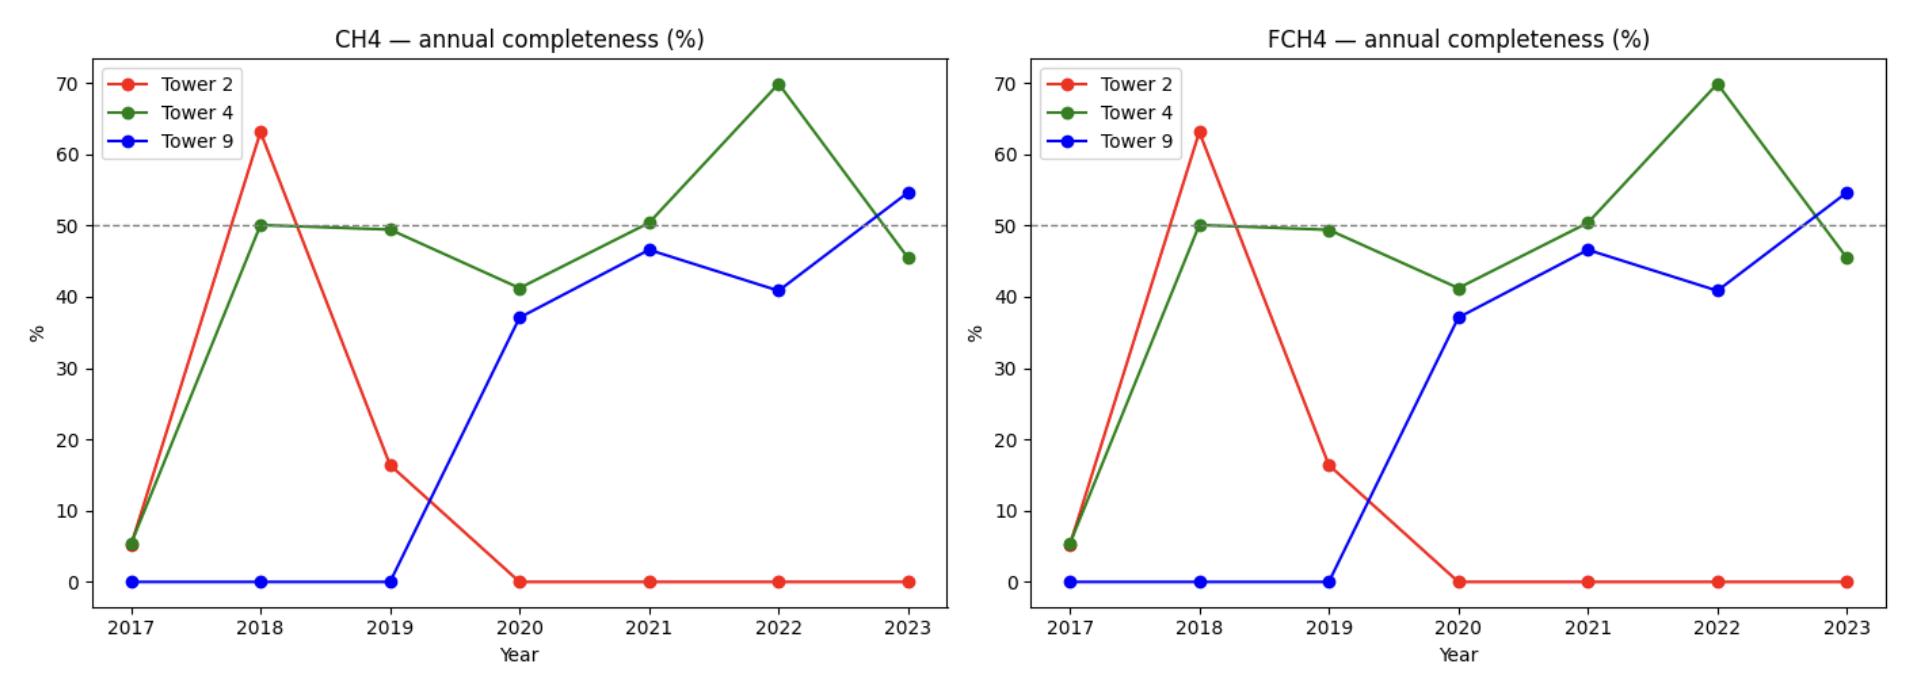 CH4 — annual completeness (%)
Tower 2
Tower 4
Tower 9
70
60
50
40
30
20
10
0
%
2017 2018 2019 2020 2021 2022 2023
Year
FCH4 — annual completeness (%)
Tower 2
Tower 4
Tower 9
70
60
50
40
30
20
10
0
%
2017 2018 2019 2020 2021 2022 2023
Year